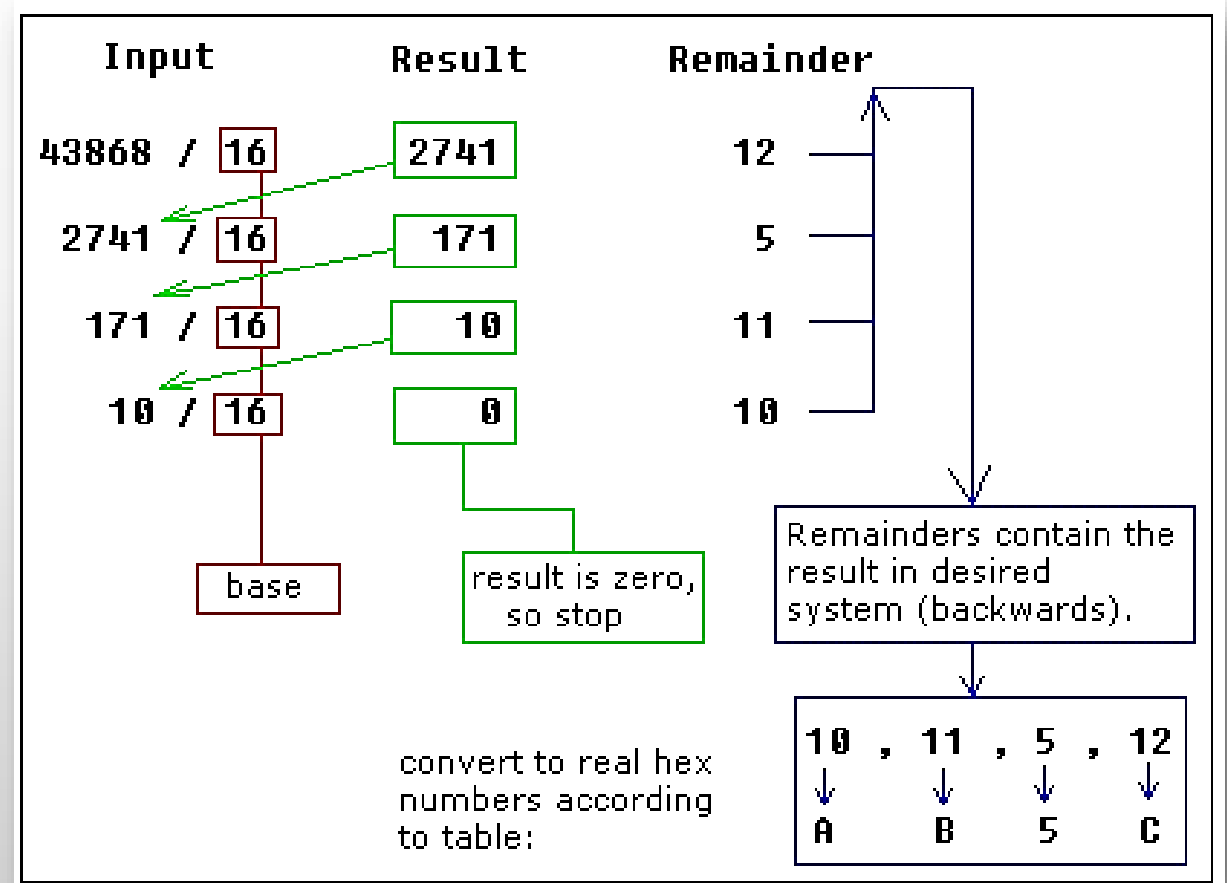 Input Result Remainder
43868 / 16 2741 12
2741 / 16 171 5
171 / 16 10 11
10 / 16 0 10
base
result is zero,
so stop
Remainders contain the
result in desired
system (backwards).
convert to real hex
numbers according
to table:
10 , 11 , 5 , 12
A B 5 C